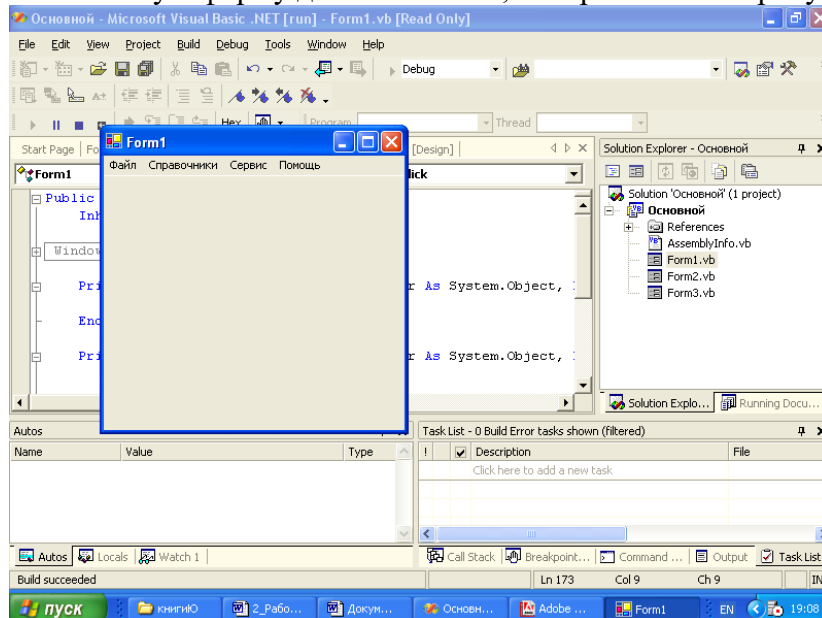 Основной - Microsoft Visual Basic .NET [run] - Form1.vb [Read Only]
File Edit View Project Build Debug Tools Window Help
Debug
Hex Program Thread
Start Page Fo [Design]
Solution Explorer - Основной
Form1
Файл Справочники Сервис Помощь
Form1 lick
Solution 'Основной' (1 project)
Основной
References
AssemblyInfo.vb
Form1.vb
Form2.vb
Form3.vb
Public
Inh
Window
Pri r As System.Object,
End
Pri r As System.Object,
Solution Explo... Running Docu...
Autos
Name Value Type
Task List - 0 Build Error tasks shown (filtered)
! Description File
Click here to add a new task
Autos Locals Watch 1
Call Stack Breakpoint... Command ... Output Task List
Build succeeded Ln 173 Col 9 Ch 9 IN
пуск книгиЮ 2_Рабо... Докум... Основн... Adobe ... Form1 EN 19:08